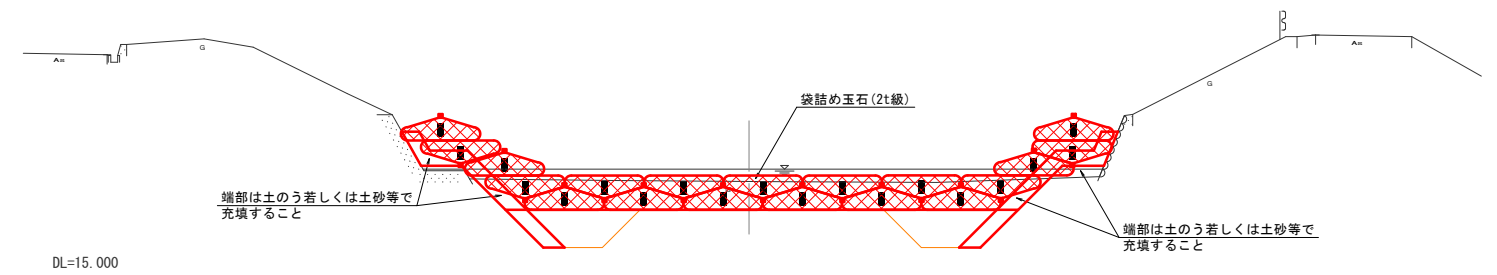 As
G
袋詰め玉石(2t級)
As
G
端部は土のう若しくは土砂等で
充填すること
端部は土のう若しくは土砂等で
充填すること
DL=15.000